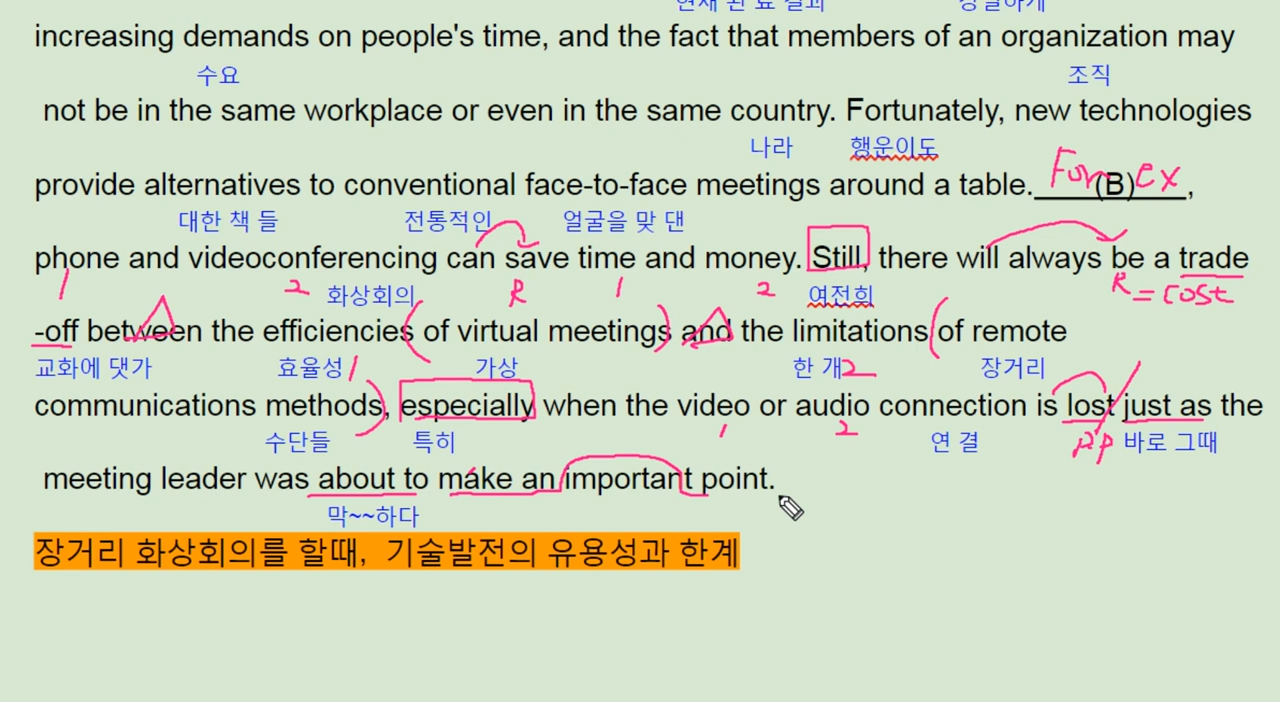 increasing demands on people's time, and the fact that members of an organization may
수요 조직
not be in the same workplace or even in the same country. Fortunately, new technologies
나라 행운이도
provide alternatives to conventional face-to-face meetings around a table. For (B) ex,
대한 책 들 전통적인 얼굴을 맞 댄
phone and videoconferencing can save time and money. Still, there will always be a trade
1 2 화상회의 R 1 2 여전희 R = cost
-off between the efficiencies ( of virtual meetings) and the limitations ( of remote
교화에 댓가 효율성 1 가상 한 개 2 장거리
communications methods), especially when the video or audio connection is lost / just as the
수단들 특히 1 2 연 결 pp 바로 그때
meeting leader was about to make an important point.
막~~하다
장거리 화상회의를 할때, 기술발전의 유용성과 한계